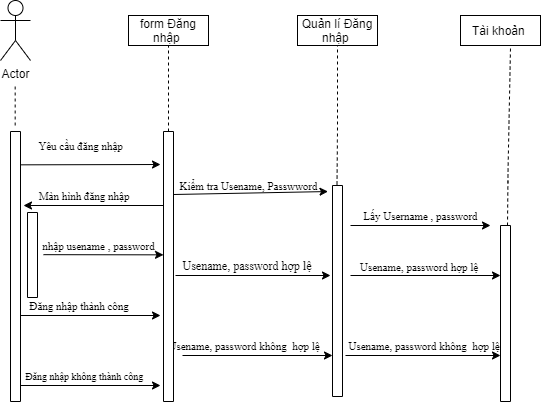 form Đăng
nhập
Quản lí Đăng
nhập
Tài khoản
Actor
Yêu cầu đăng nhập
Kiểm tra Usename, Passwword
Màn hình đăng nhập
Lấy Username , password
nhập usename , password
Usename, password hợp lệ
Usename, password hợp lệ
Đăng nhập thành công
Usename, password không hợp lệ
Usename, password không hợp lệ
Đăng nhập không thành công